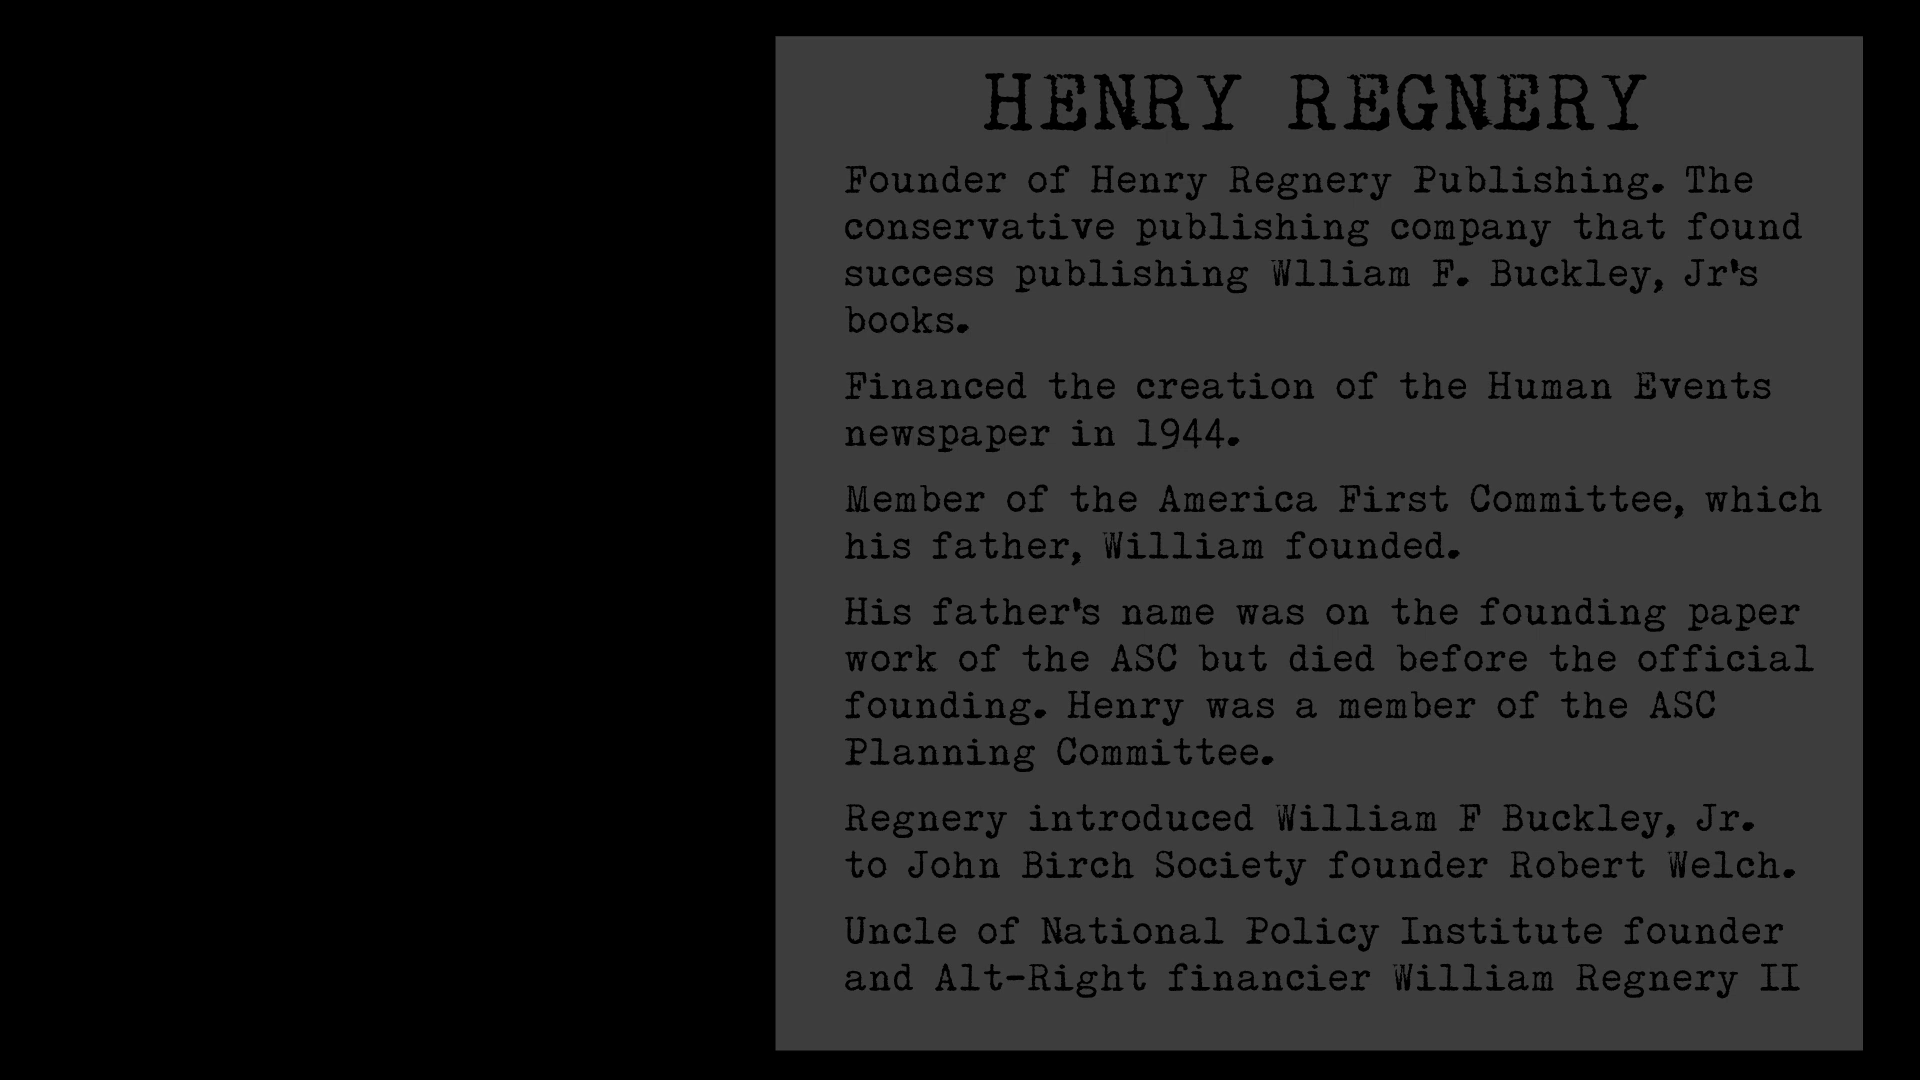 HENRY REGNERY
Founder of Henry Regnery Publishing. The
conservative publishing company that found
success publishing Wlliam F. Buckley, Jr's
books.
Financed the creation of the Human Events
newspaper in 1944.
Member of the America First Committee, which
his father, William founded.
His father's name was on the founding paper
work of the ASC but died before the official
founding. Henry was a member of the ASC
Planning Committee.
Regnery introduced William F Buckley, Jr.
to John Birch Society founder Robert Welch.
Uncle of National Policy Institute founder
and Alt-Right financier William Regnery II